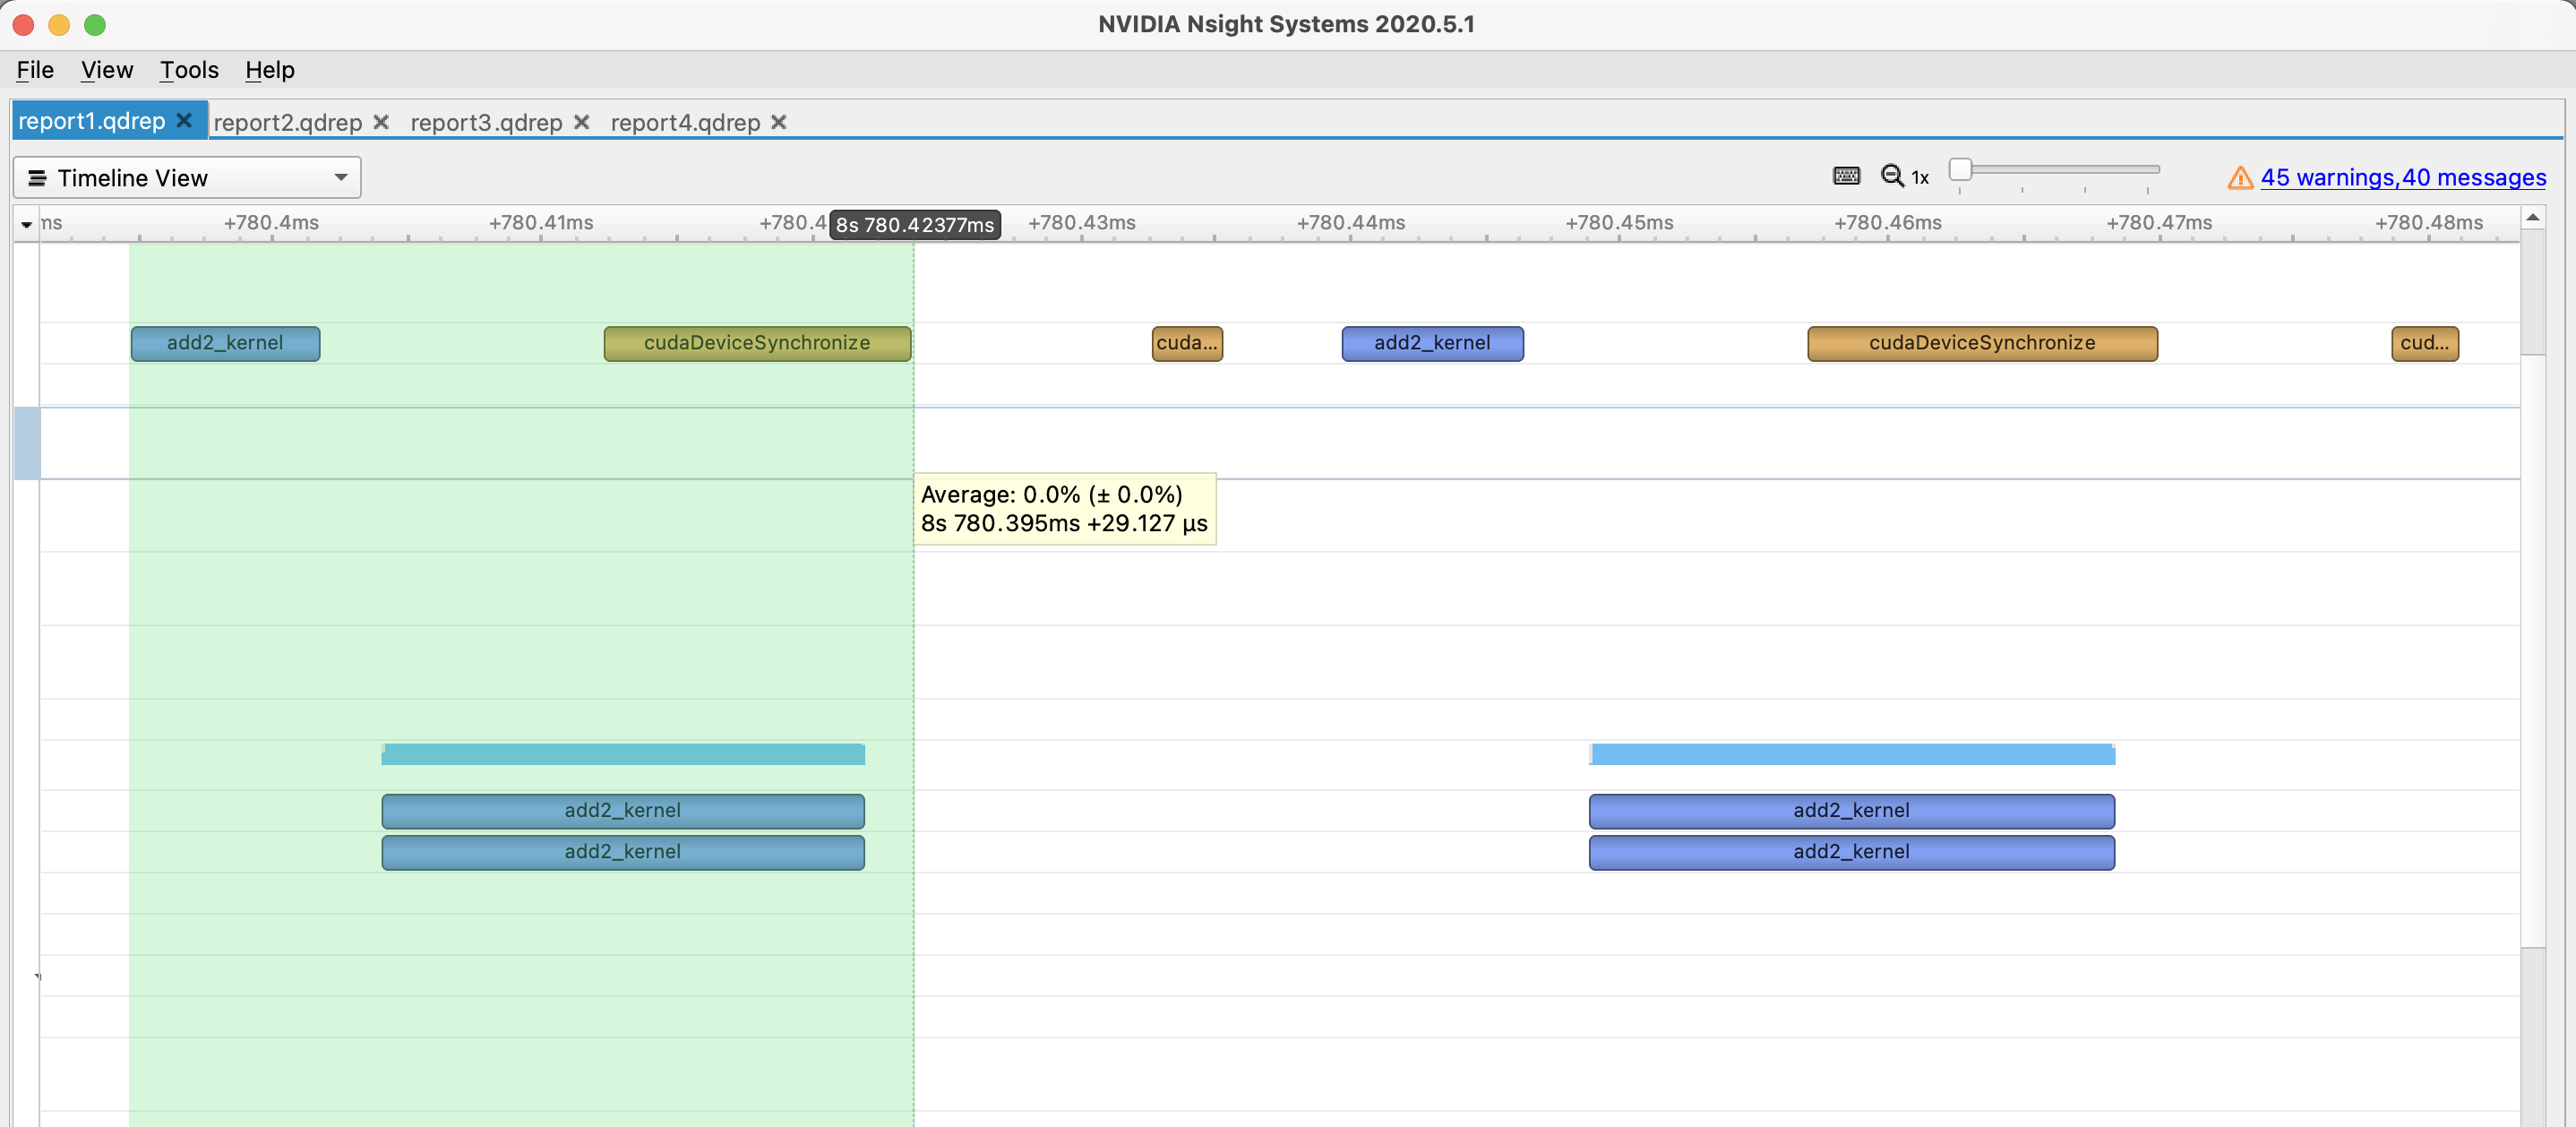 NVIDIA Nsight Systems 2020.5.1
File View Tools Help
report1.qdrep report2.qdrep report3.qdrep report4.qdrep
Timeline View 1x 45 warnings,40 messages
ms +780.4ms +780.41ms +780.4 8s 780.42377ms +780.43ms +780.44ms +780.45ms +780.46ms +780.47ms +780.48ms
add2_kernel cudaDeviceSynchronize cuda... add2_kernel cudaDeviceSynchronize cud...
Average: 0.0% (± 0.0%)
8s 780.395ms +29.127 µs
add2_kernel add2_kernel
add2_kernel add2_kernel